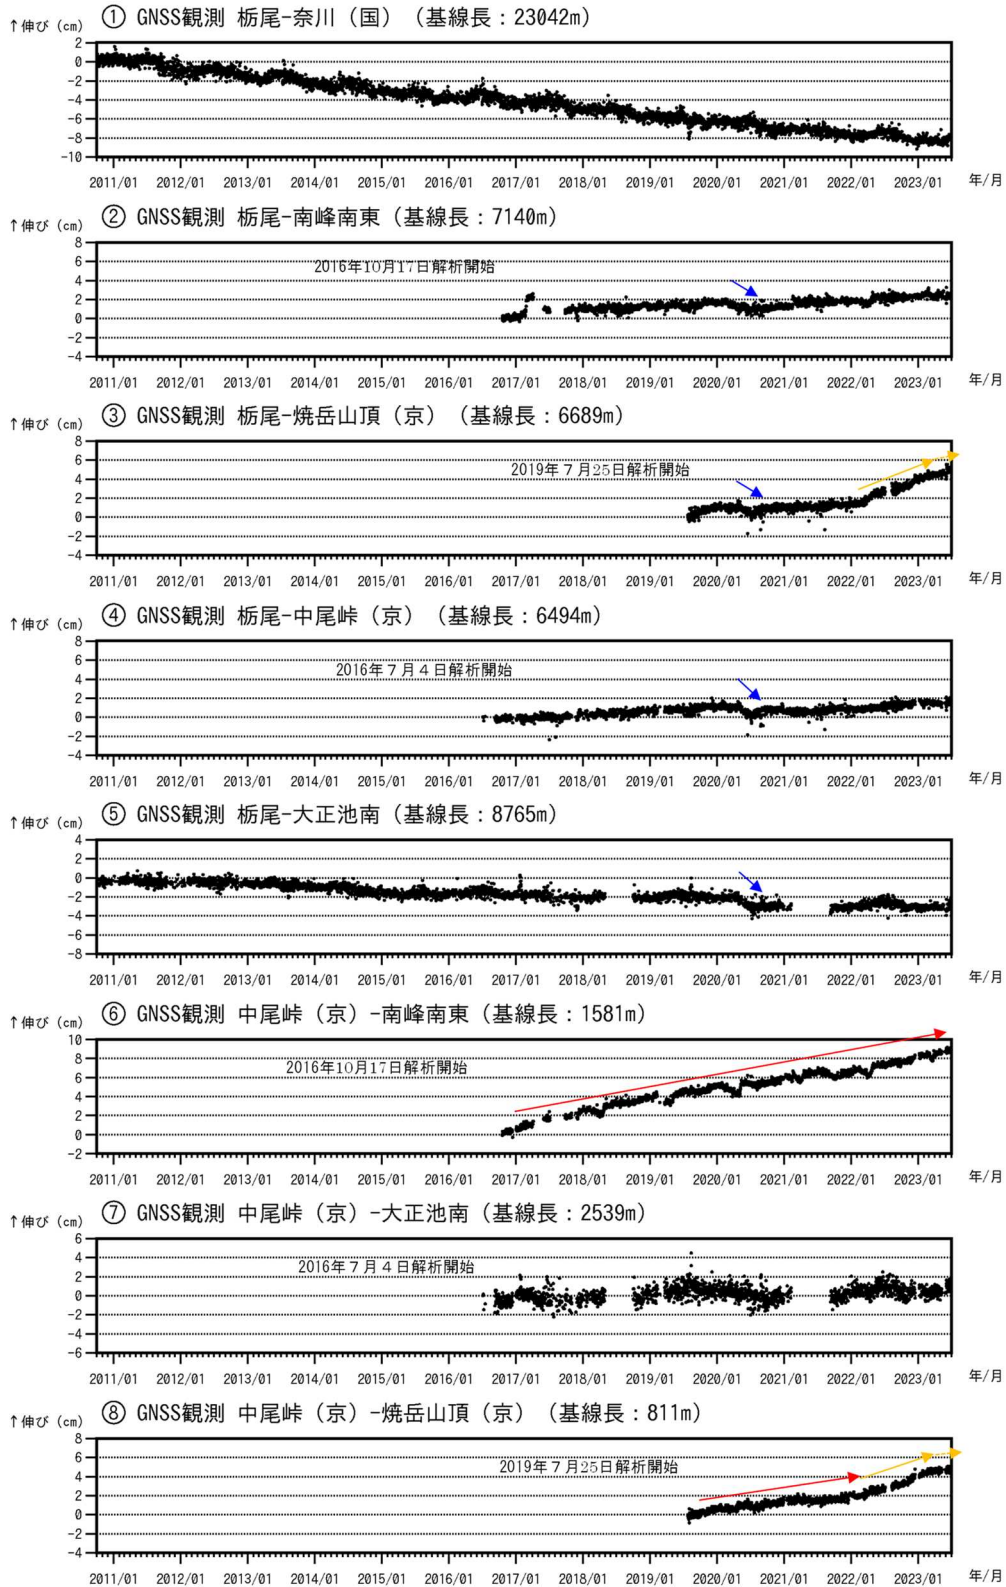 ↑伸び（cm） ① GNSS観測 栃尾-奈川（国）（基線長：23042m）
2
0
-2
-4
-6
-8
-10
2011/01 2012/01 2013/01 2014/01 2015/01 2016/01 2017/01 2018/01 2019/01 2020/01 2021/01 2022/01 2023/01 年/月
↑伸び（cm） ② GNSS観測 栃尾-南峰南東（基線長：7140m）
8
6
2016年10月17日解析開始
4
2
0
-2
-4
2011/01 2012/01 2013/01 2014/01 2015/01 2016/01 2017/01 2018/01 2019/01 2020/01 2021/01 2022/01 2023/01 年/月
↑伸び（cm） ③ GNSS観測 栃尾-焼岳山頂（京）（基線長：6689m）
8
6
2019年７月25日解析開始
4
2
0
-2
-4
2011/01 2012/01 2013/01 2014/01 2015/01 2016/01 2017/01 2018/01 2019/01 2020/01 2021/01 2022/01 2023/01 年/月
↑伸び（cm） ④ GNSS観測 栃尾-中尾峠（京）（基線長：6494m）
8
6
2016年７月４日解析開始
4
2
0
-2
-4
2011/01 2012/01 2013/01 2014/01 2015/01 2016/01 2017/01 2018/01 2019/01 2020/01 2021/01 2022/01 2023/01 年/月
↑伸び（cm） ⑤ GNSS観測 栃尾-大正池南（基線長：8765m）
4
2
0
-2
-4
-6
-8
2011/01 2012/01 2013/01 2014/01 2015/01 2016/01 2017/01 2018/01 2019/01 2020/01 2021/01 2022/01 2023/01 年/月
↑伸び（cm） ⑥ GNSS観測 中尾峠（京）-南峰南東（基線長：1581m）
10
8
2016年10月17日解析開始
6
4
2
0
-2
2011/01 2012/01 2013/01 2014/01 2015/01 2016/01 2017/01 2018/01 2019/01 2020/01 2021/01 2022/01 2023/01 年/月
↑伸び（cm） ⑦ GNSS観測 中尾峠（京）-大正池南（基線長：2539m）
6
4
2016年７月４日解析開始
2
0
-2
-4
-6
2011/01 2012/01 2013/01 2014/01 2015/01 2016/01 2017/01 2018/01 2019/01 2020/01 2021/01 2022/01 2023/01 年/月
↑伸び（cm） ⑧ GNSS観測 中尾峠（京）-焼岳山頂（京）（基線長：811m）
8
6
2019年７月25日解析開始
4
2
0
-2
-4
2011/01 2012/01 2013/01 2014/01 2015/01 2016/01 2017/01 2018/01 2019/01 2020/01 2021/01 2022/01 2023/01 年/月